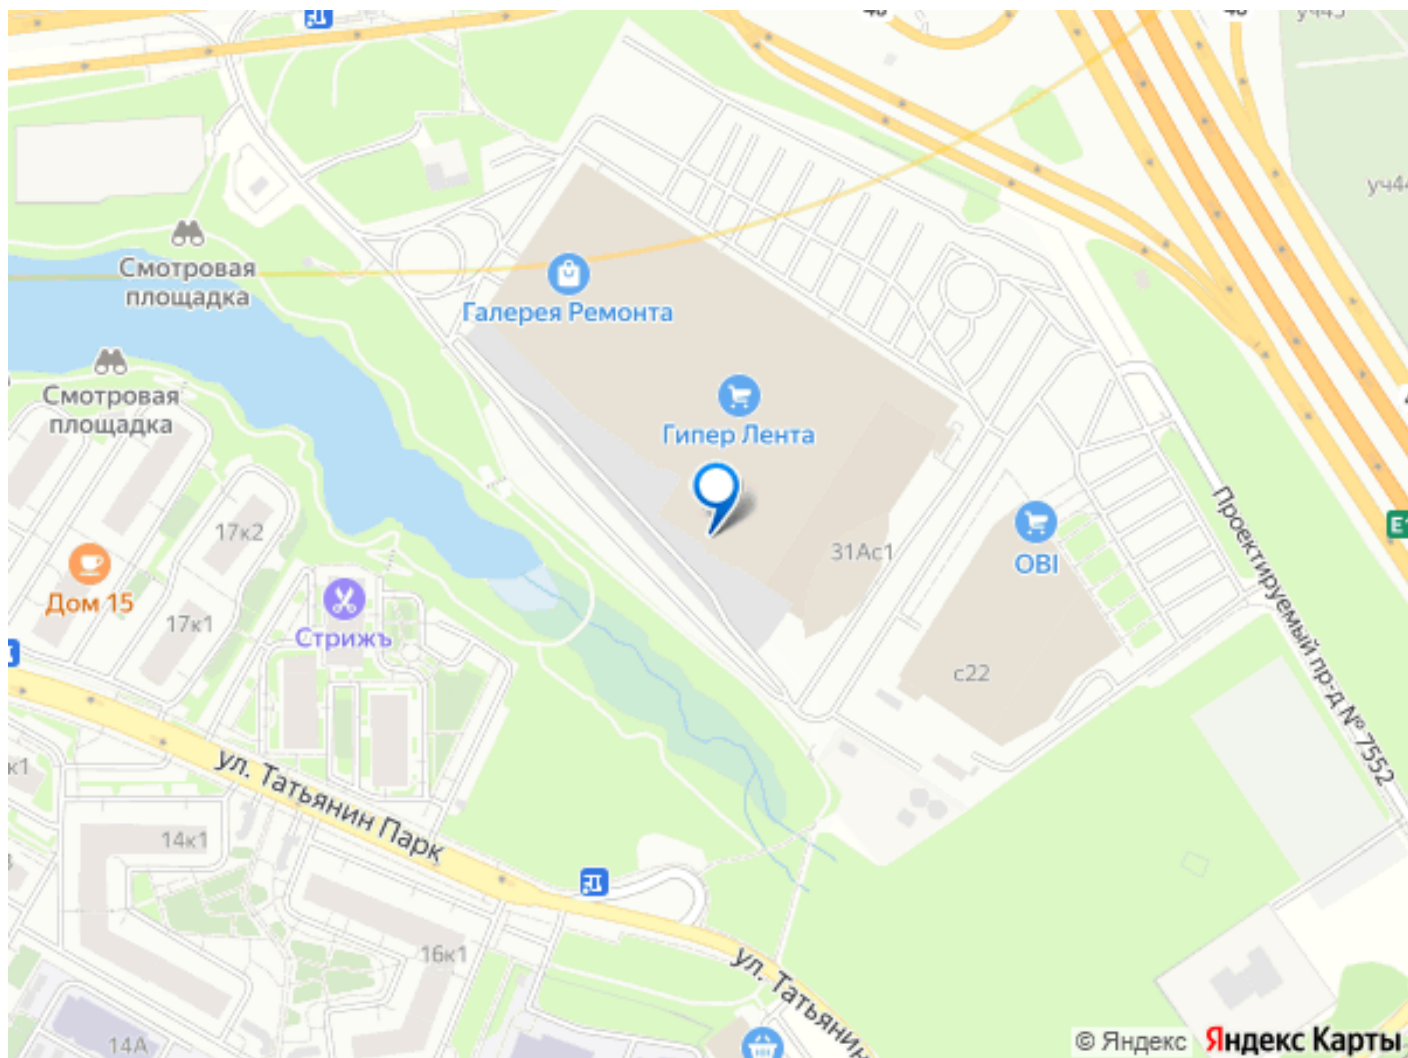 уч44
Смотровая
площадка
Галерея Ремонта
Смотровая
площадка
Гипер Лента
17к2
31Ас1
OBI
Дом 15
17к1
Стрижъ
с22
Проектируемый пр-д № 7552
к1
ул. Татьянин Парк
14к1
16к1
ул. Татьянин
14А
© Яндекс Яндекс Карты